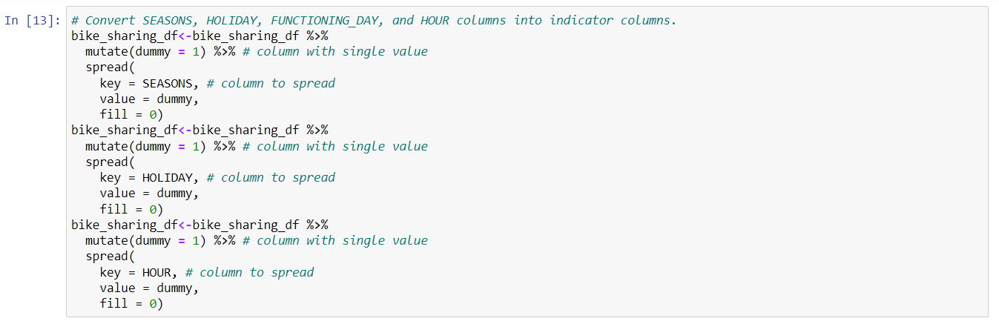 In [13]: # Convert SEASONS, HOLIDAY, FUNCTIONING_DAY, and HOUR columns into indicator columns.
bike_sharing_df<-bike_sharing_df %>%
  mutate(dummy = 1) %>% # column with single value
  spread(
    key = SEASONS, # column to spread
    value = dummy,
    fill = 0)
bike_sharing_df<-bike_sharing_df %>%
  mutate(dummy = 1) %>% # column with single value
  spread(
    key = HOLIDAY, # column to spread
    value = dummy,
    fill = 0)
bike_sharing_df<-bike_sharing_df %>%
  mutate(dummy = 1) %>% # column with single value
  spread(
    key = HOUR, # column to spread
    value = dummy,
    fill = 0)